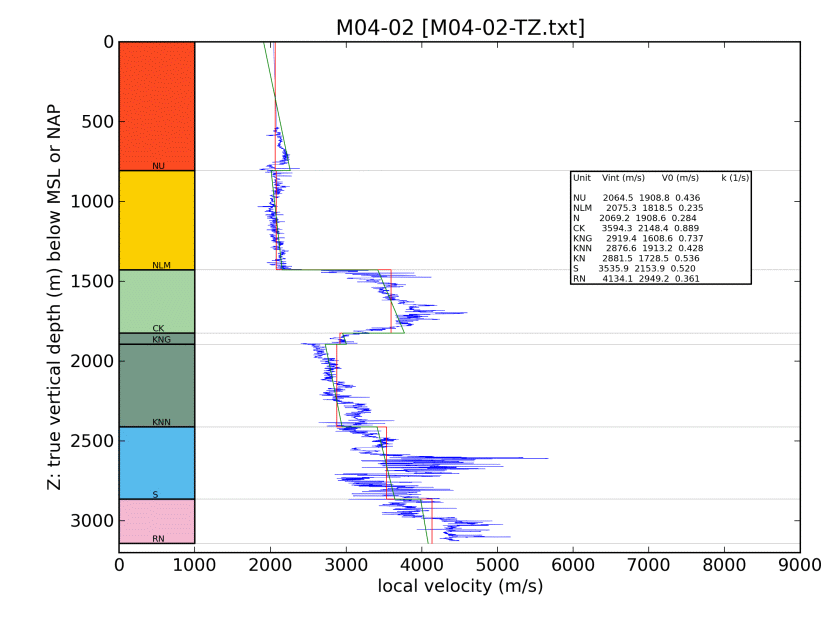 M04-02 [M04-02-TZ.txt]
0
500
1000
1500
2000
2500
3000
Z: true vertical depth (m) below MSL or NAP
NU
NLM
CK
KNG
KNN
S
RN
Unit Vint (m/s) V0 (m/s) k (1/s)
NU 2064.5 1908.8 0.436
NLM 2075.3 1818.5 0.235
N 2069.2 1908.6 0.284
CK 3594.3 2148.4 0.889
KNG 2919.4 1608.6 0.737
KNN 2876.6 1913.2 0.428
KN 2881.5 1728.5 0.536
S 3535.9 2153.9 0.520
RN 4134.1 2949.2 0.361
0 1000 2000 3000 4000 5000 6000 7000 8000 9000
local velocity (m/s)